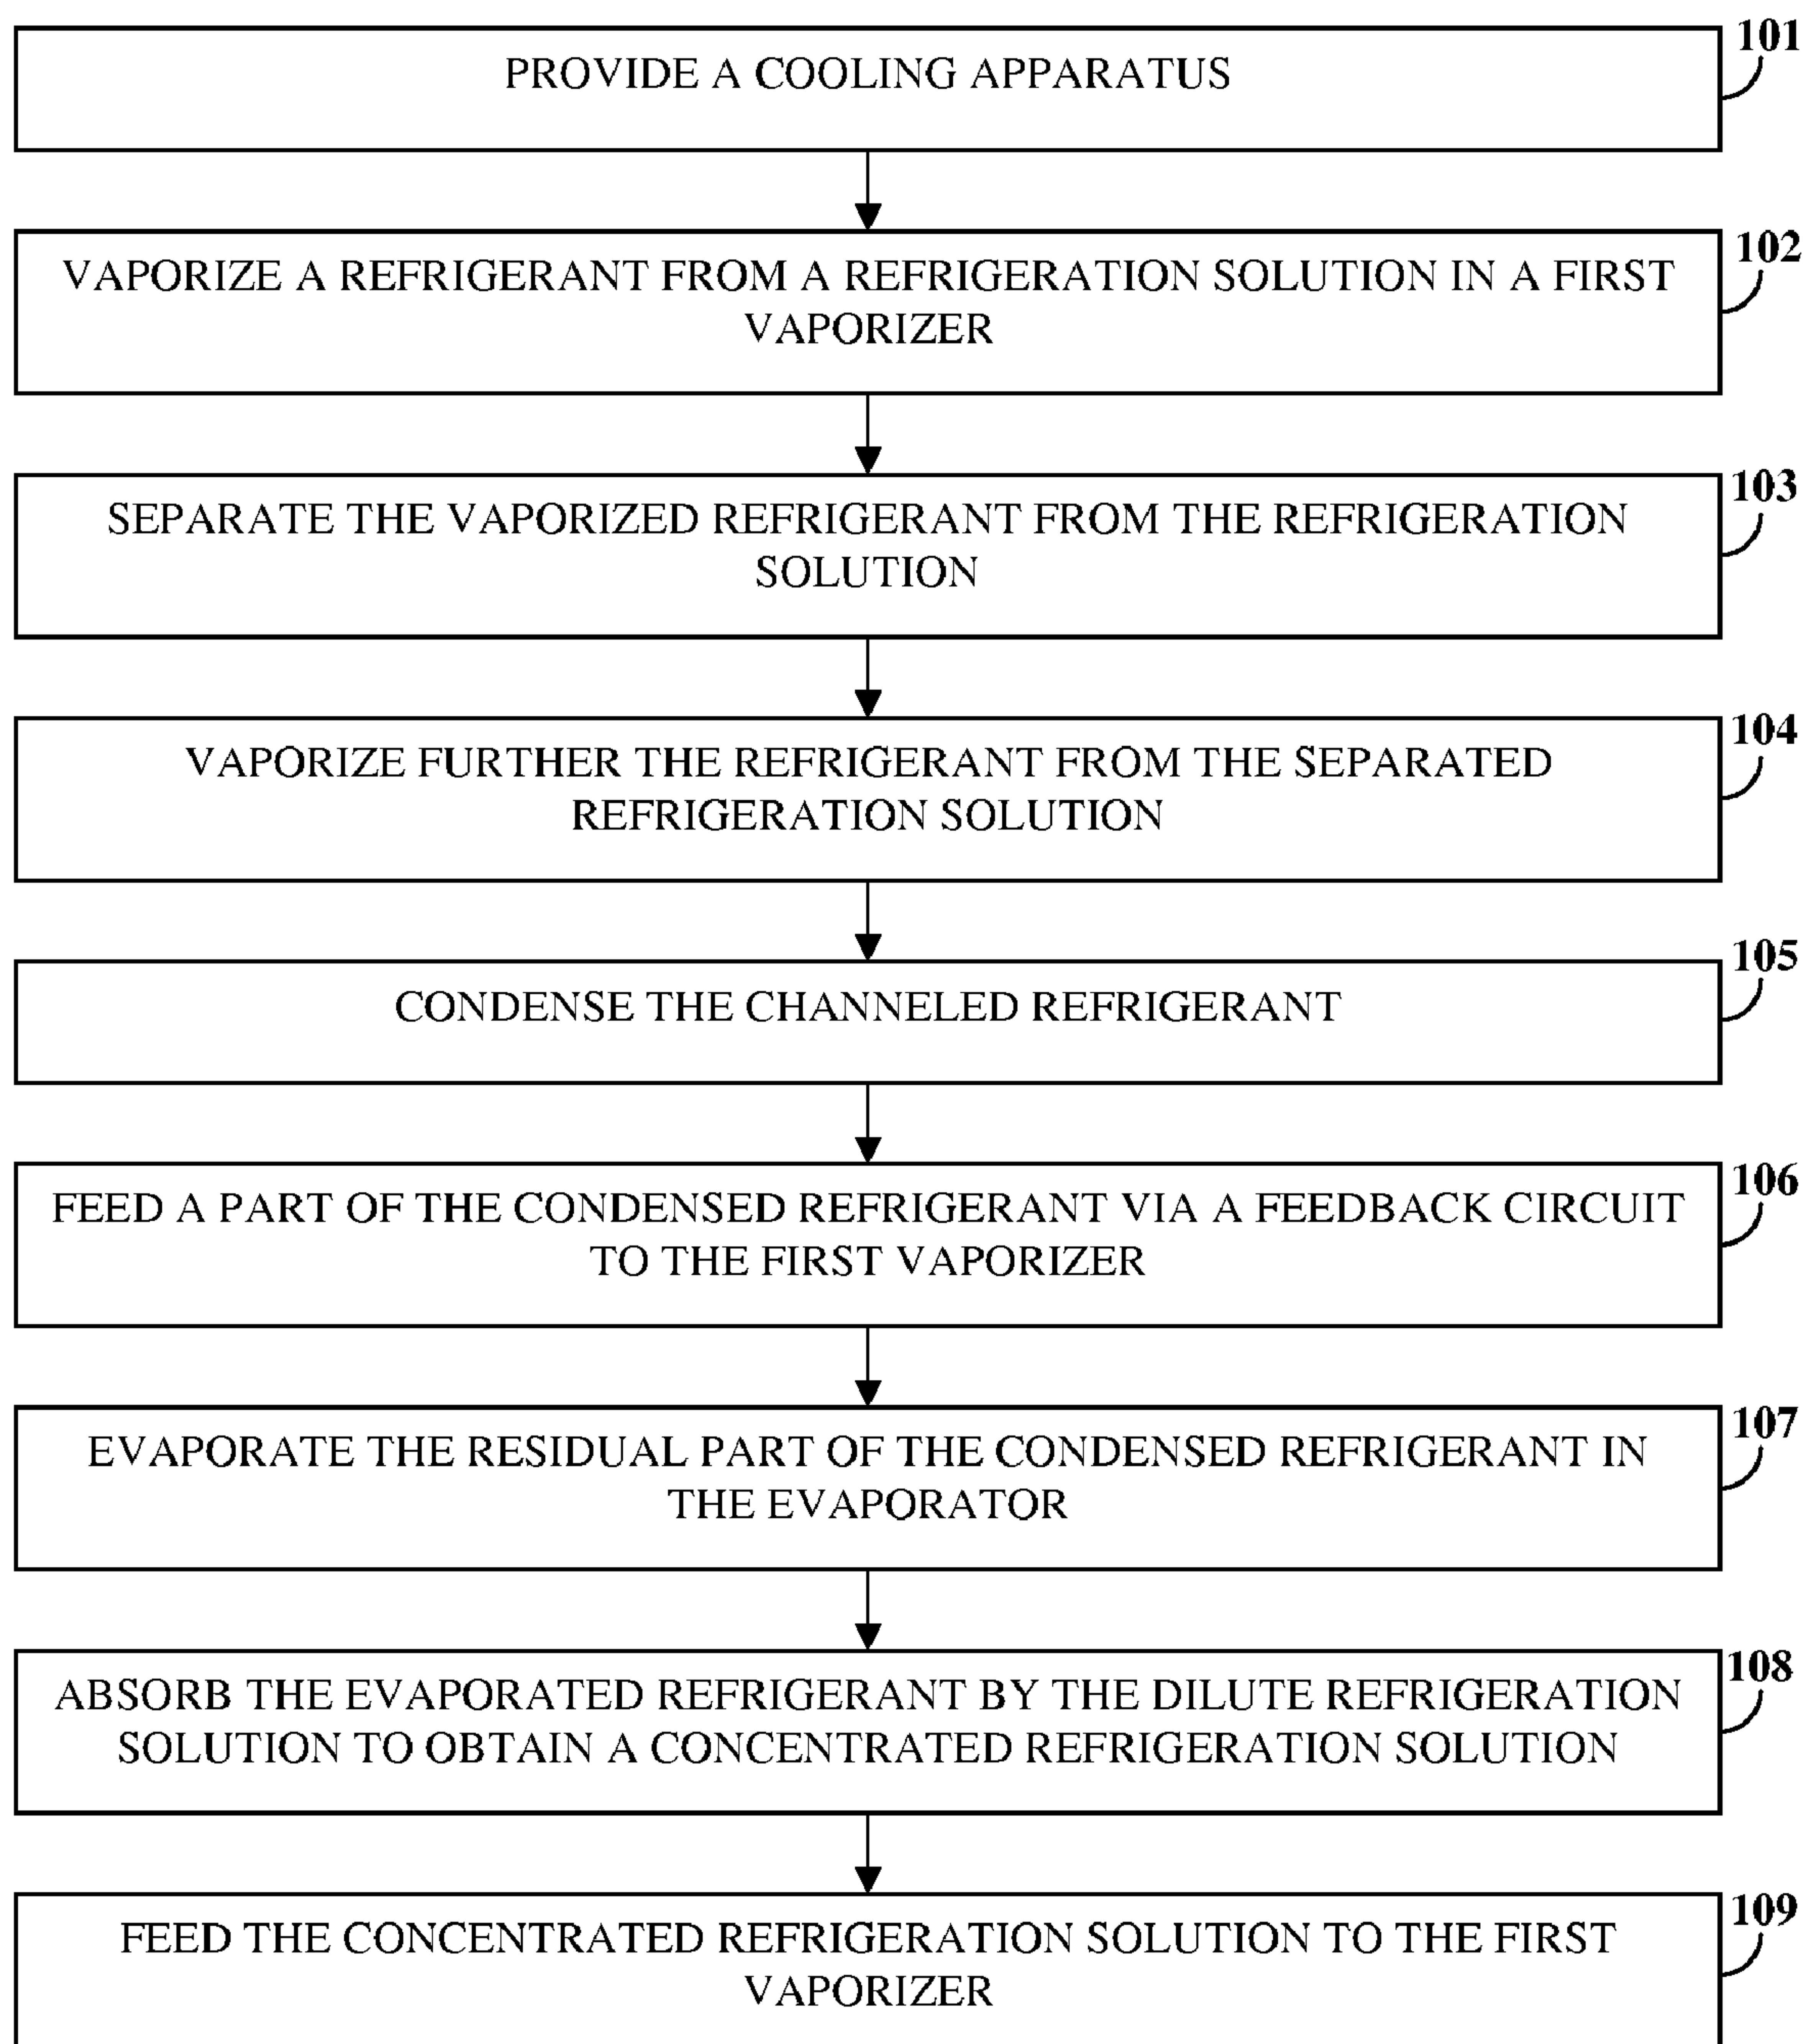 101
PROVIDE A COOLING APPARATUS
102
VAPORIZE A REFRIGERANT FROM A REFRIGERATION SOLUTION IN A FIRST
VAPORIZER
103
SEPARATE THE VAPORIZED REFRIGERANT FROM THE REFRIGERATION
SOLUTION
104
VAPORIZE FURTHER THE REFRIGERANT FROM THE SEPARATED
REFRIGERATION SOLUTION
105
CONDENSE THE CHANNELED REFRIGERANT
106
FEED A PART OF THE CONDENSED REFRIGERANT VIA A FEEDBACK CIRCUIT
TO THE FIRST VAPORIZER
107
EVAPORATE THE RESIDUAL PART OF THE CONDENSED REFRIGERANT IN
THE EVAPORATOR
108
ABSORB THE EVAPORATED REFRIGERANT BY THE DILUTE REFRIGERATION
SOLUTION TO OBTAIN A CONCENTRATED REFRIGERATION SOLUTION
109
FEED THE CONCENTRATED REFRIGERATION SOLUTION TO THE FIRST
VAPORIZER